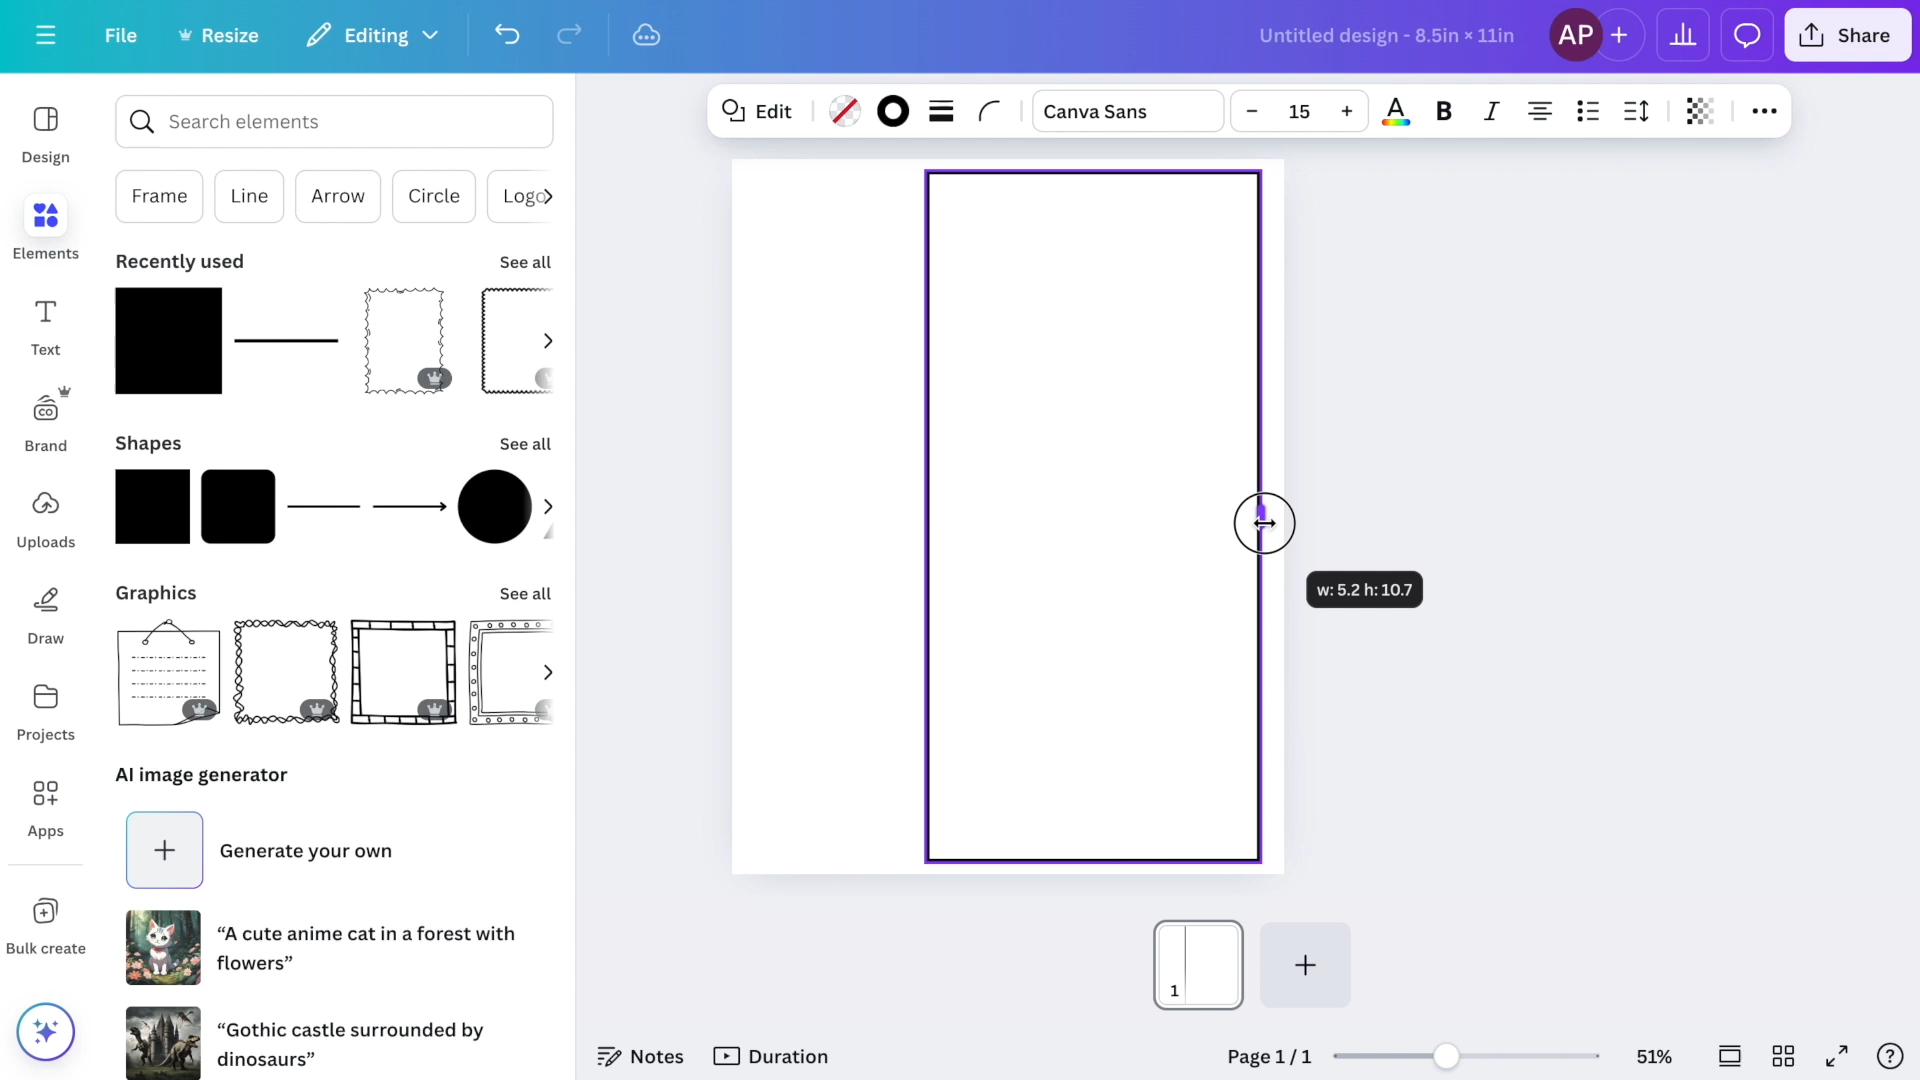 File
Resize
Editing
Untitled design - 8.5in × 11in
AP
Share
Design
Elements
Text
Brand
Uploads
Draw
Projects
Apps
Bulk create
Search elements
Frame
Line
Arrow
Circle
Logo
Recently used
See all
Shapes
See all
Graphics
See all
AI image generator
Generate your own
“A cute anime cat in a forest with
flowers”
“Gothic castle surrounded by
dinosaurs”
Edit
Canva Sans
− 15 +
A
B
I
w: 5.2 h: 10.7
1
Notes
Duration
Page 1 / 1
51%